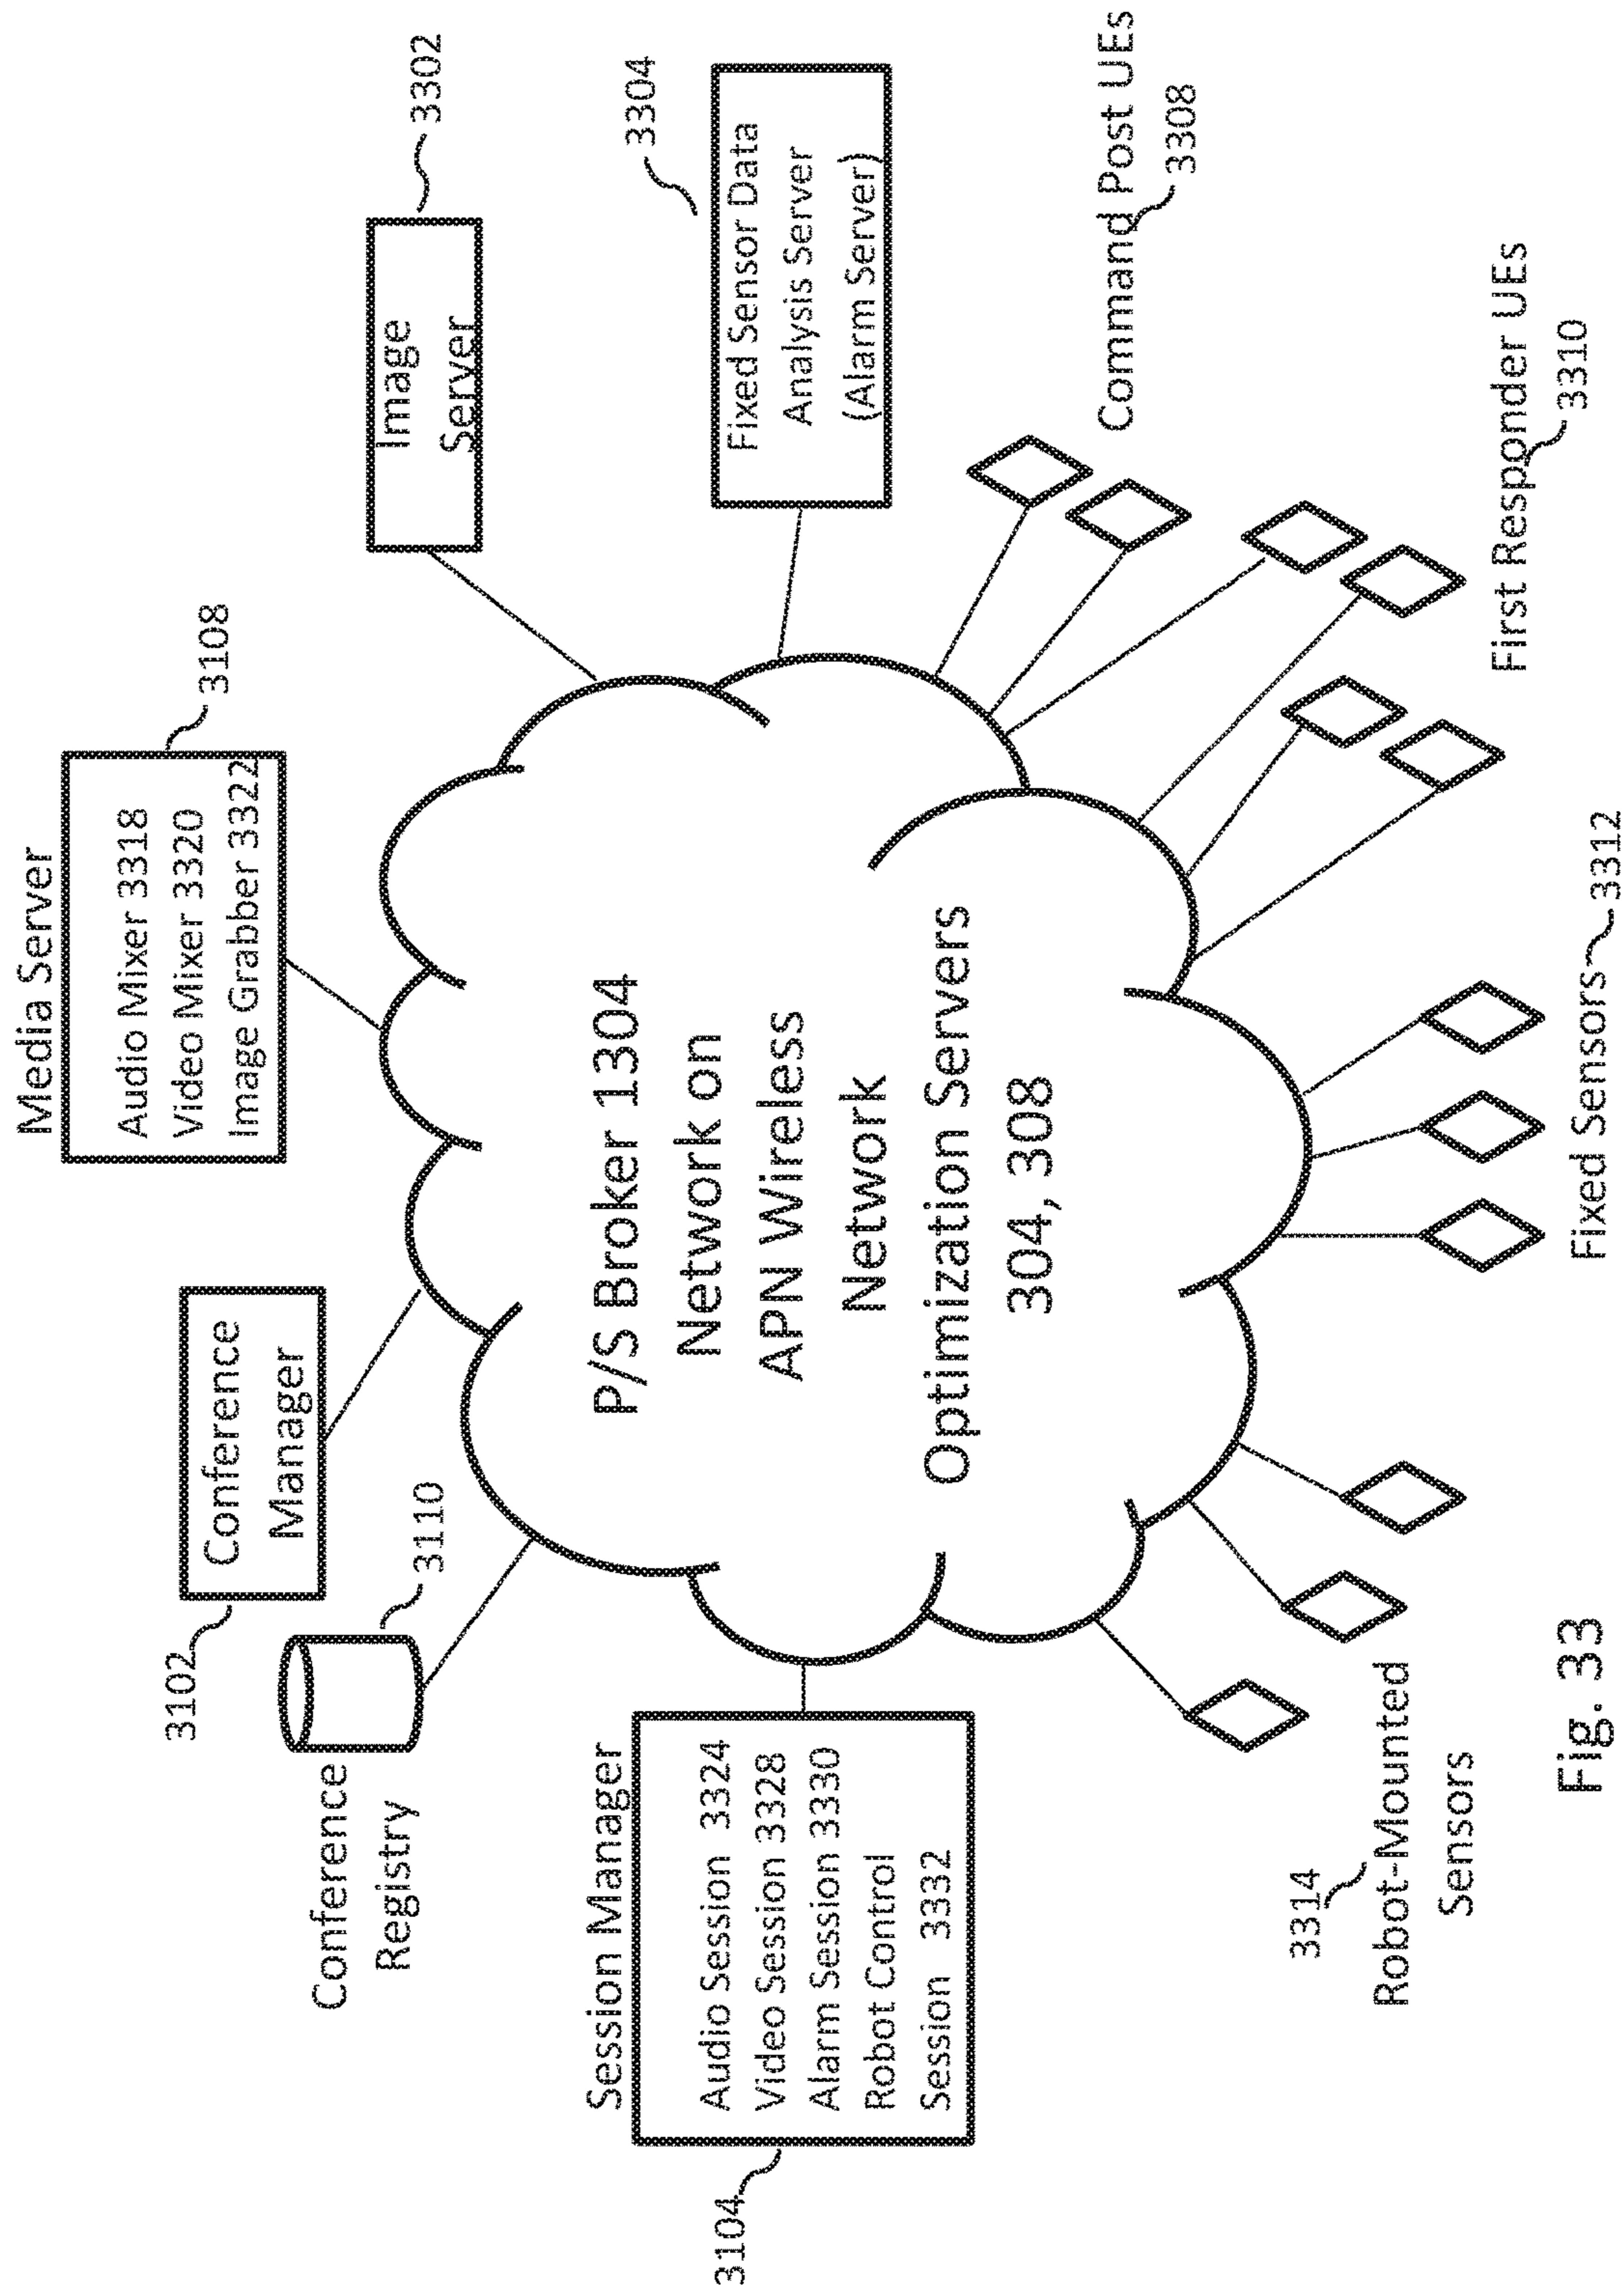 Media Server
3108
Audio Mixer 3318
Video Mixer 3320
Image Grabber 3322
Conference
Manager
3102
Conference
Registry
3110
Image
Server
3302
Session Manager
Audio Session 3324
Video Session 3328
Alarm Session 3330
Robot Control
Session 3332
3104
P/S Broker 1304
Network on
APN Wireless
Network
Optimization Servers
304, 308
3304
Fixed Sensor Data
Analysis Server
(Alarm Server)
Command Post UEs
3308
First Responder UEs
3310
Fixed Sensors
3312
3314
Robot-Mounted
Sensors
Fig. 33